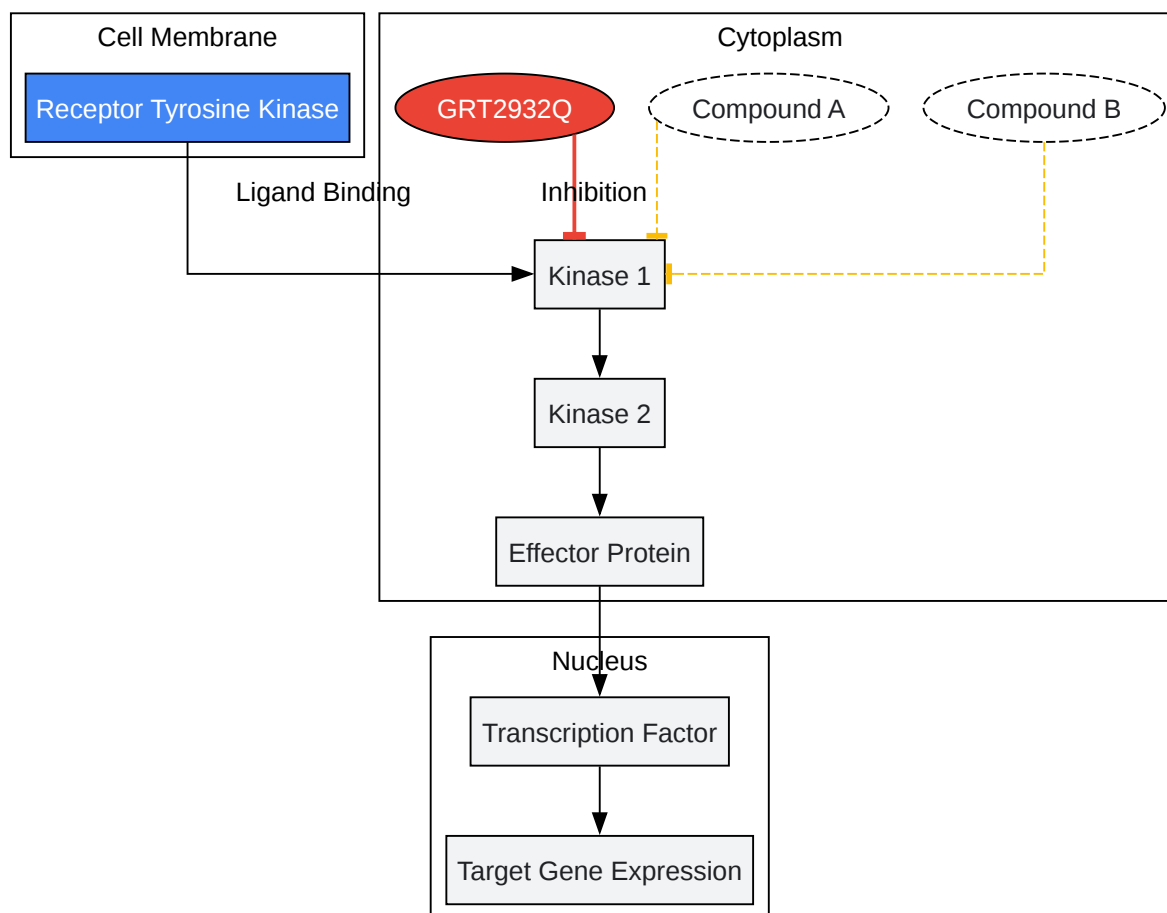 Cell Membrane
Cytoplasm
Receptor Tyrosine Kinase
GRT2932Q
Compound A
Compound B
Ligand Binding
Inhibition
Kinase 1
Kinase 2
Effector Protein
Nucleus
Transcription Factor
Target Gene Expression